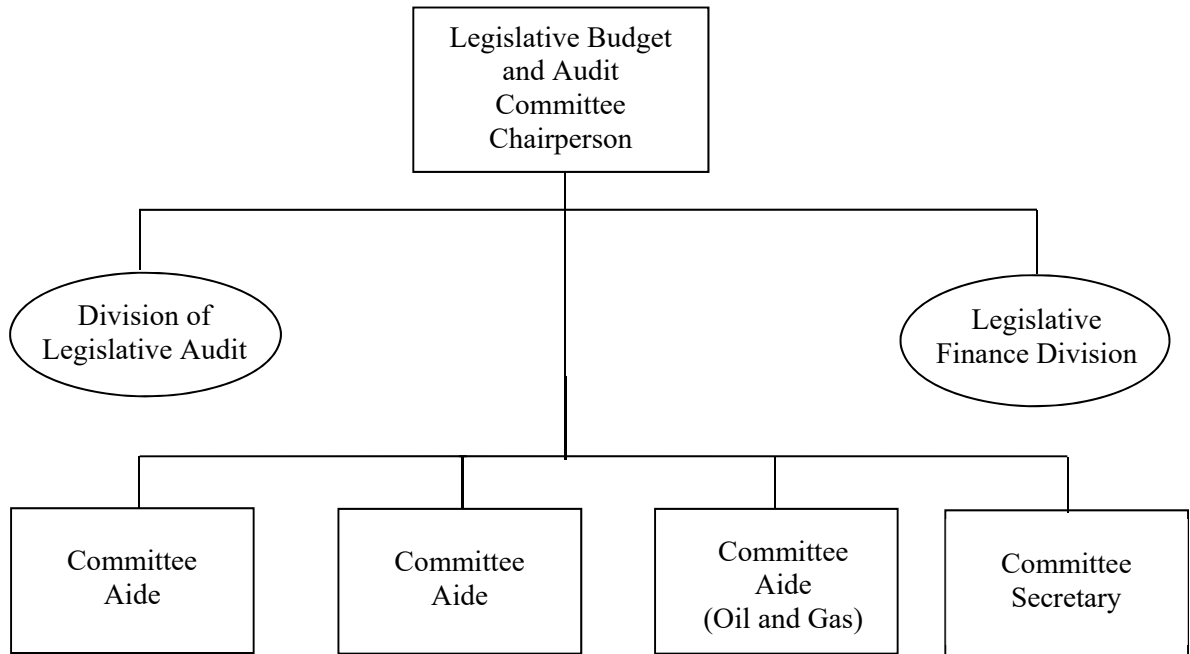 Legislative Budget
and Audit
Committee
Chairperson
Division of
Legislative Audit
Legislative
Finance Division
Committee
Aide
Committee
Aide
Committee
Aide
(Oil and Gas)
Committee
Secretary